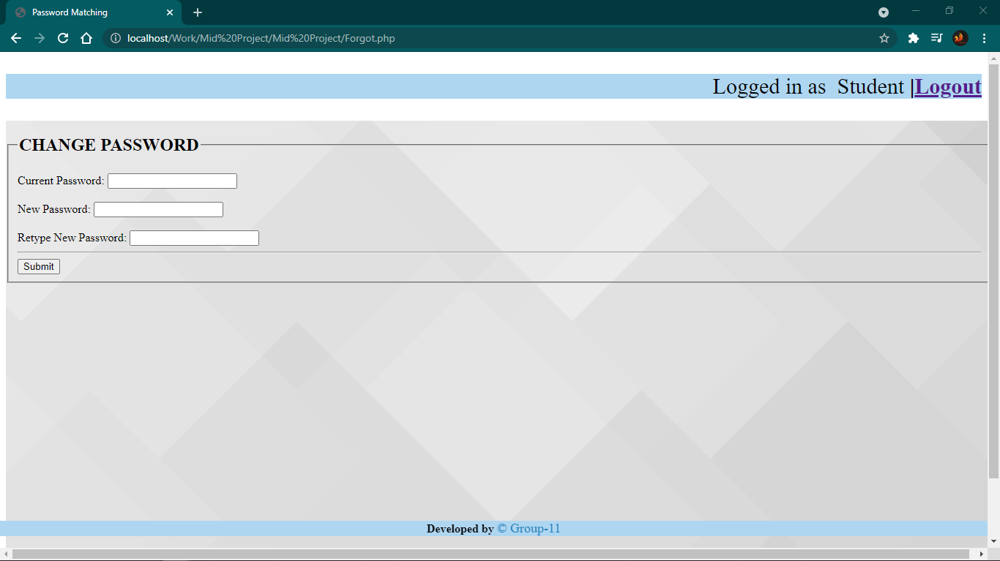 Password Matching
localhost/Work/Mid%20Project/Mid%20Project/Forgot.php
Logged in as Student |Logout
CHANGE PASSWORD
Current Password:
New Password:
Retype New Password:
Submit
Developed by © Group-11